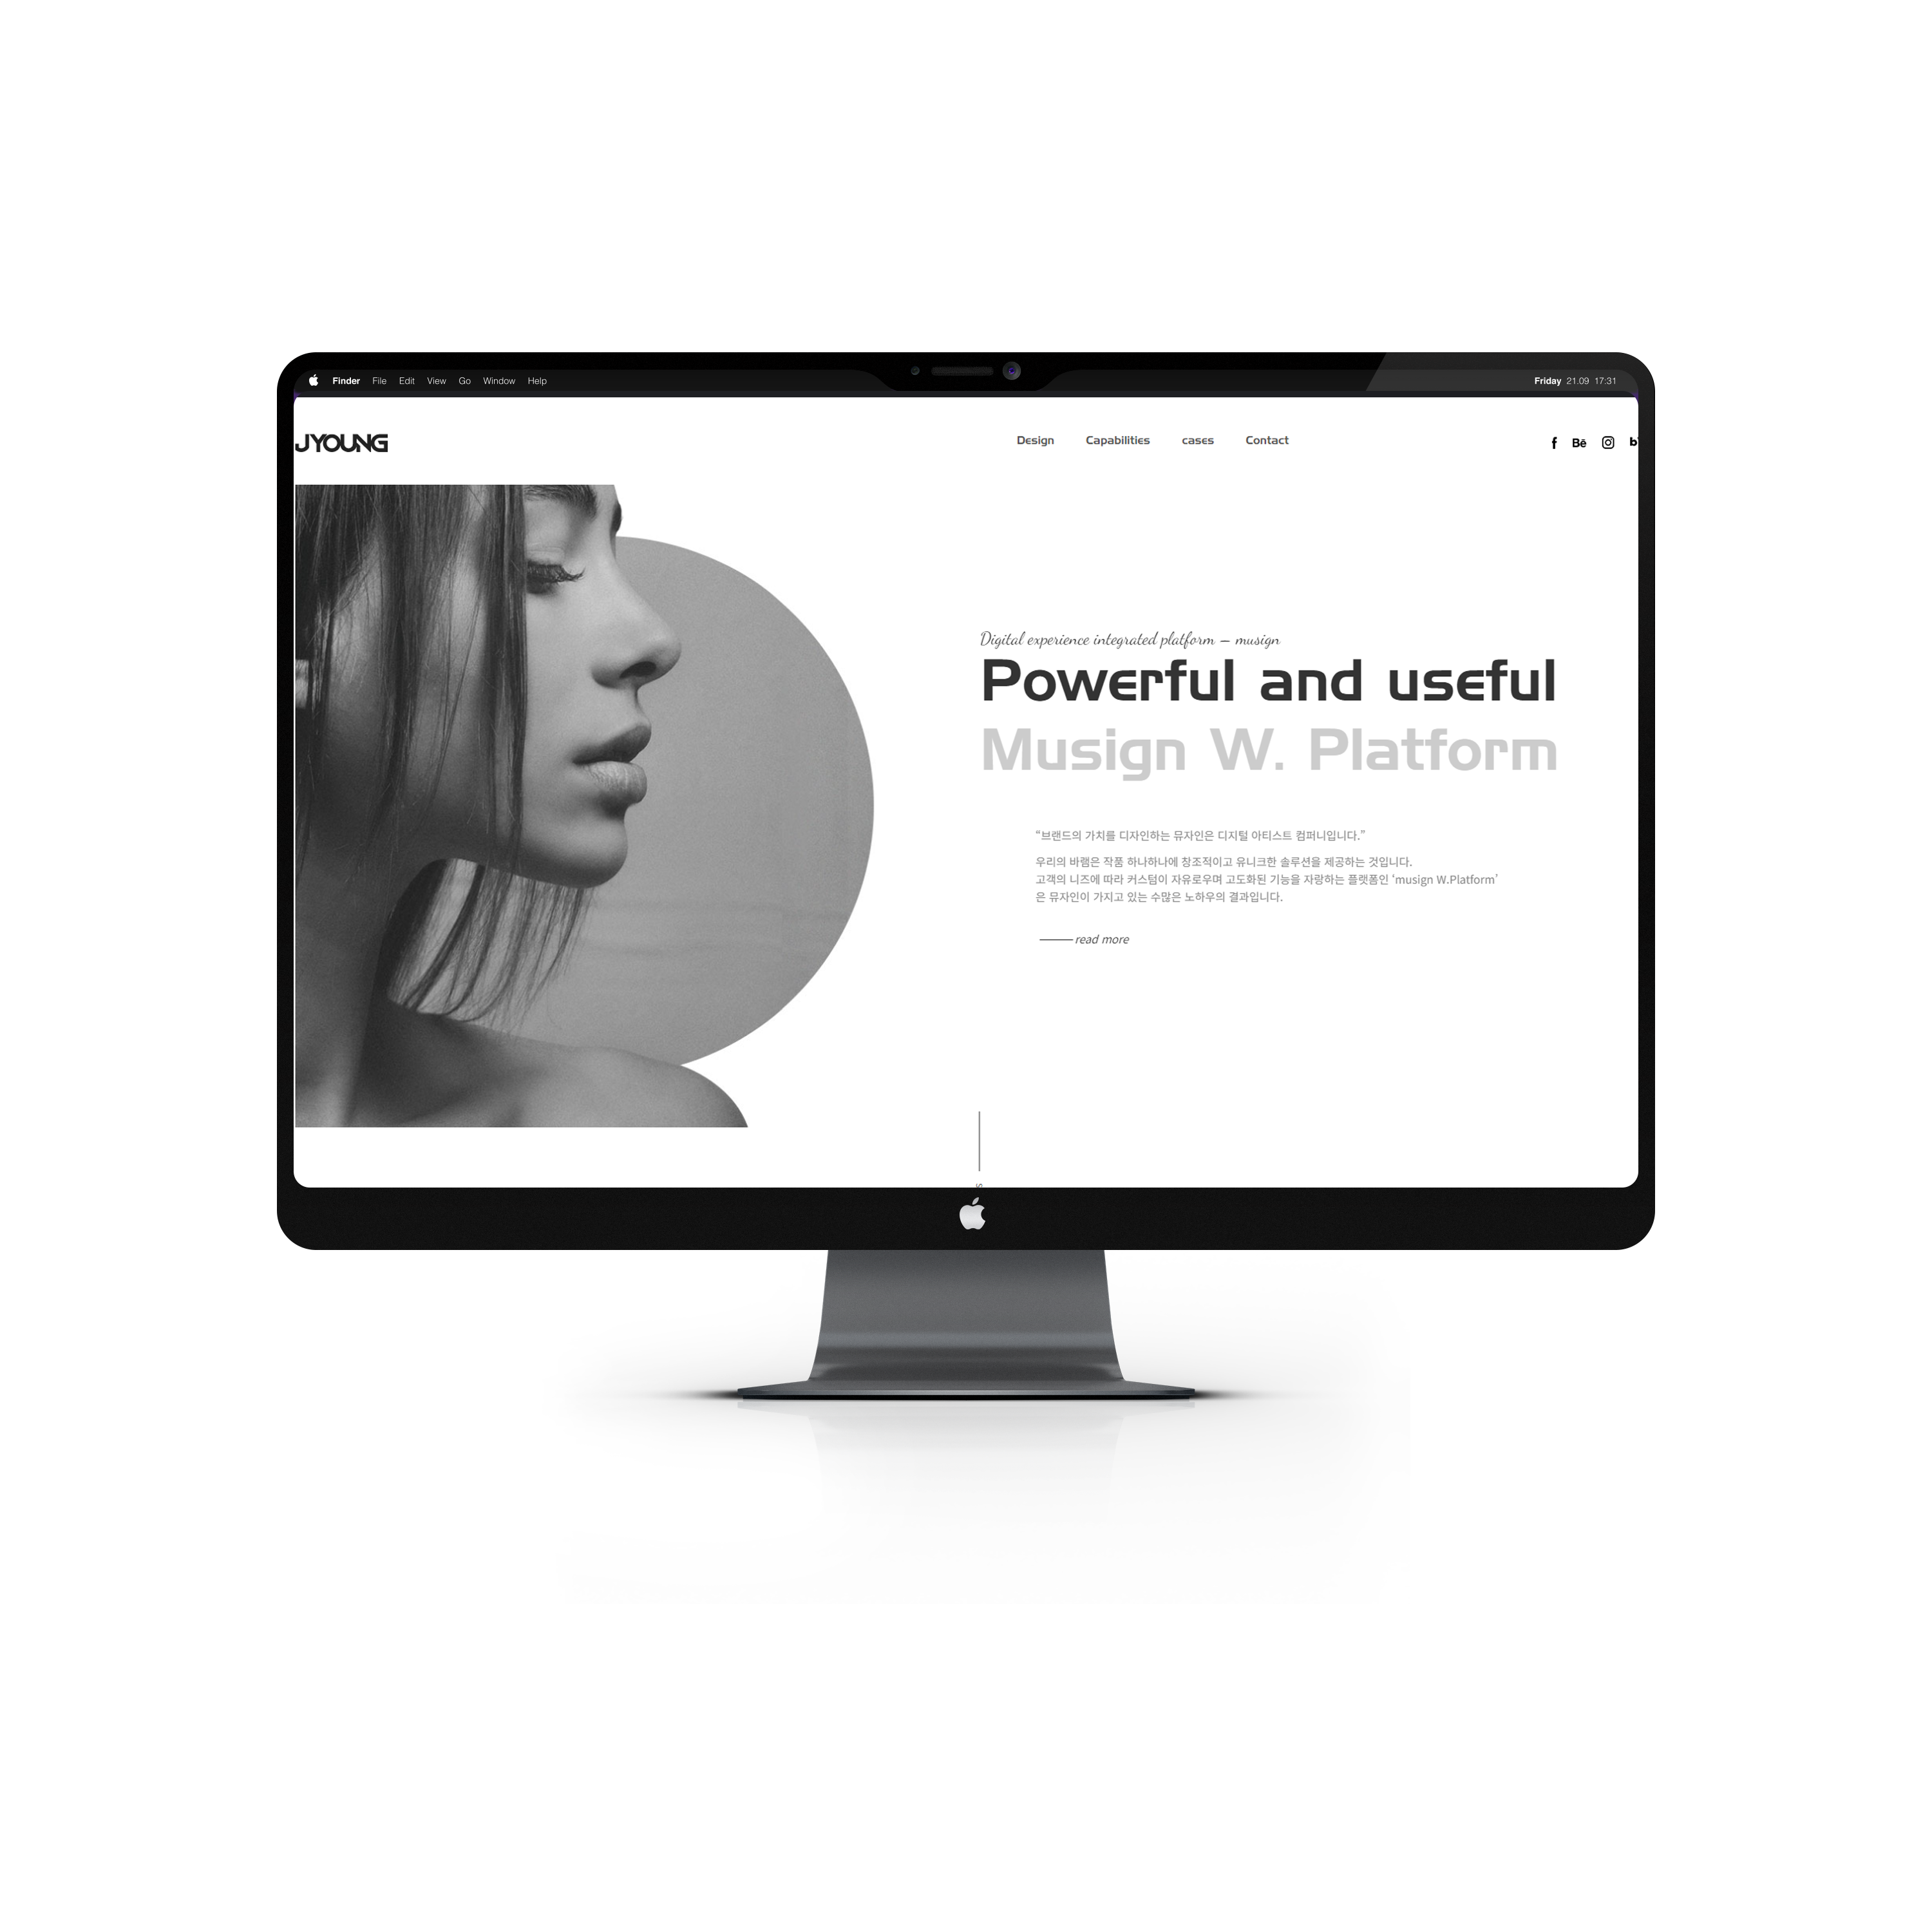 Finder File Edit View Go Window Help
Friday 21.09 17:31
JYOUNG
Design Capabilities cases Contact
f Bē
Digital experience integrated platform – musign
Powerful and useful
Musign W. Platform
“브랜드의 가치를 디자인하는 뮤자인은 디지털 아티스트 컴퍼니입니다.”
우리의 바램은 작품 하나하나에 창조적이고 유니크한 솔루션을 제공하는 것입니다.
고객의 니즈에 따라 커스텀이 자유로우며 고도화된 기능을 자랑하는 플랫폼인 ‘musign W.Platform’
은 뮤자인이 가지고 있는 수많은 노하우의 결과입니다.
read more